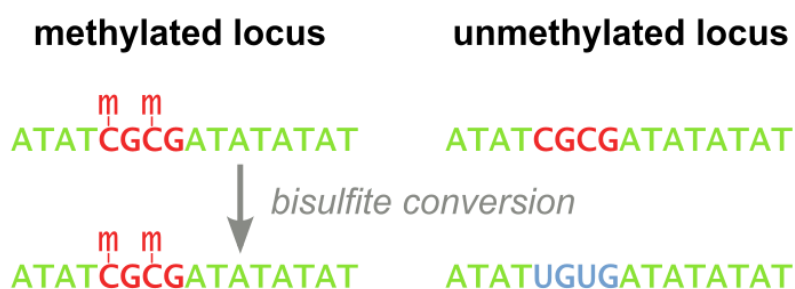 methylated locus unmethylated locus
m m
ATATCGCGATATATAT ATATCGCGATATATAT
bisulfite conversion
m m
ATATCGCGATATATAT ATATUGUGATATATAT